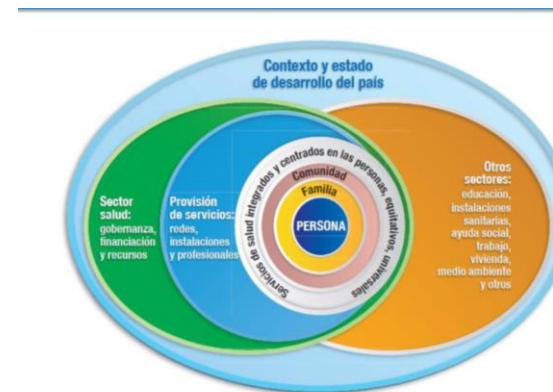 Contexto y estado
de desarrollo del país
Sector
salud:
gobernanza,
financiación
y recursos
Provisión
de servicios:
redes,
instalaciones
y profesionales
Servicios de salud integrados y centrados en las personas, equitativos, universales
Comunidad
Familia
PERSONA
Otros
sectores:
educación,
instalaciones
sanitarias,
ayuda social,
trabajo,
vivienda,
medio ambiente
y otros